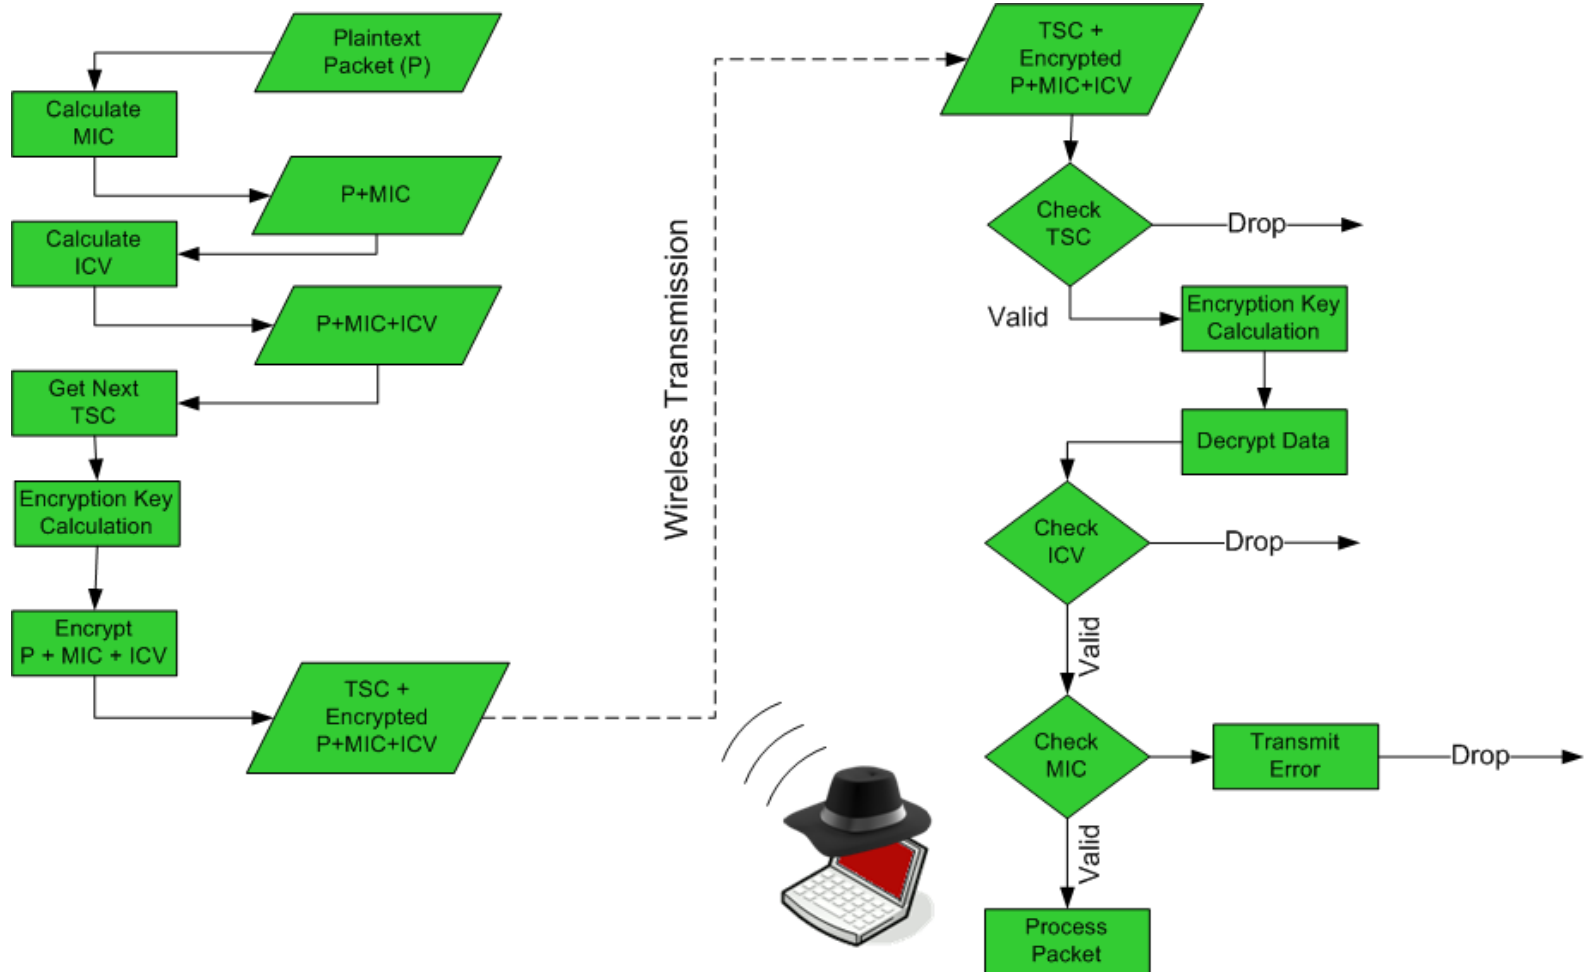 Plaintext
Packet (P)
Calculate
MIC
P+MIC
Calculate
ICV
P+MIC+ICV
Get Next
TSC
Encryption Key
Calculation
Encrypt
P + MIC + ICV
TSC +
Encrypted
P+MIC+ICV
Wireless Transmission
TSC +
Encrypted
P+MIC+ICV
Check
TSC
Drop
Valid
Encryption Key
Calculation
Decrypt Data
Check
ICV
Drop
Valid
Check
MIC
Transmit
Error
Drop
Valid
Process
Packet